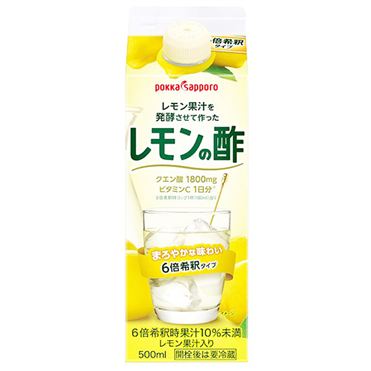 6倍希釈
タイプ
pokka sapporo
レモン果汁を
発酵させて作った
レモンの酢
クエン酸 1800mg
ビタミンC 1日分
まろやかな味わい
6倍希釈タイプ
6倍希釈時果汁10%未満
レモン果汁入り
500ml 開栓後は要冷蔵